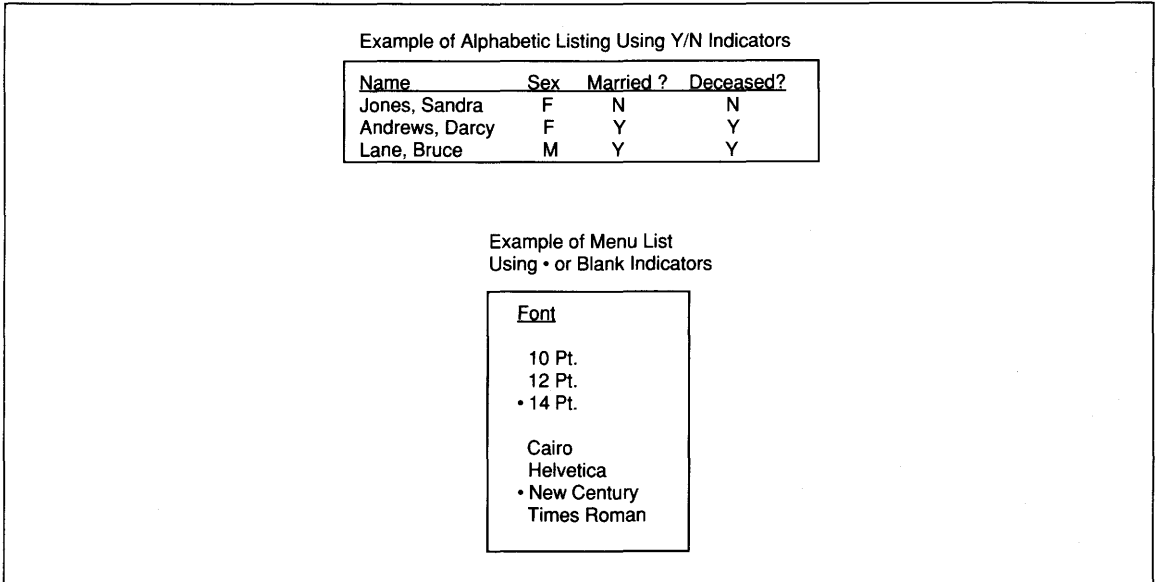 Example of Alphabetic Listing Using Y/N Indicators
Name Sex Married ? Deceased?
Jones, Sandra F N N
Andrews, Darcy F Y Y
Lane, Bruce M Y Y
Example of Menu List
Using • or Blank Indicators
Font
10 Pt.
12 Pt.
• 14 Pt.
Cairo
Helvetica
• New Century
Times Roman